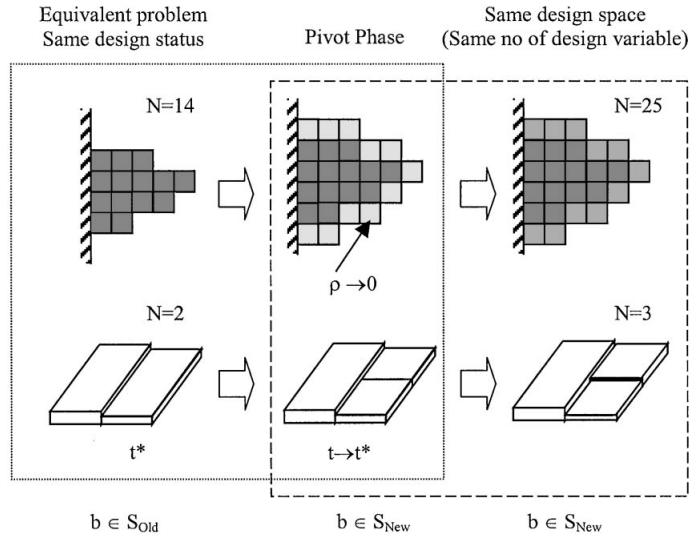 Equivalent problem
Same design status
Pivot Phase
Same design space
(Same no of design variable)
N=14
N=25
ρ →0
N=2
N=3
t*
t→t*
b ∈ S_Old
b ∈ S_New
b ∈ S_New